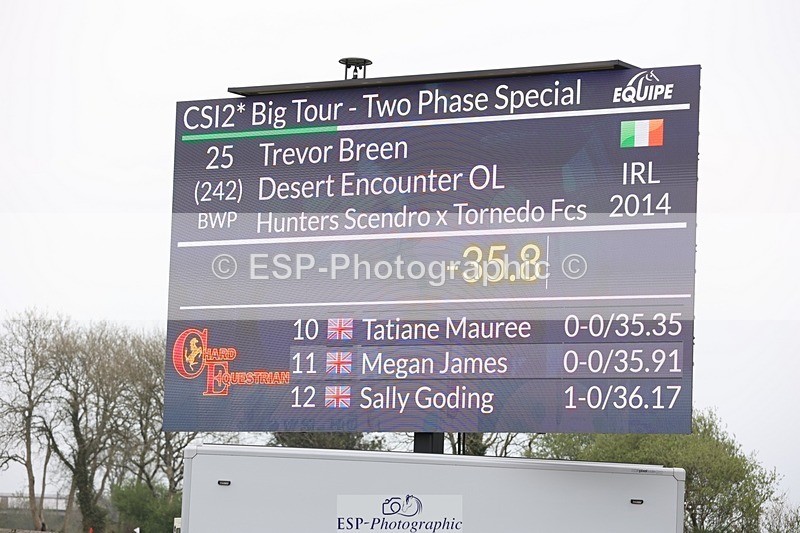 CSI2* Big Tour - Two Phase Special EQUIPE
25 Trevor Breen
(242) Desert Encounter OL IRL
BWP Hunters Scendro x Tornedo Fcs 2014
-35.8
© ESP-Photographic ©
10 Tatiane Mauree 0-0/35.35
11 Megan James 0-0/35.91
12 Sally Goding 1-0/36.17
CHARD
EQUESTRIAN
ESP-Photographic